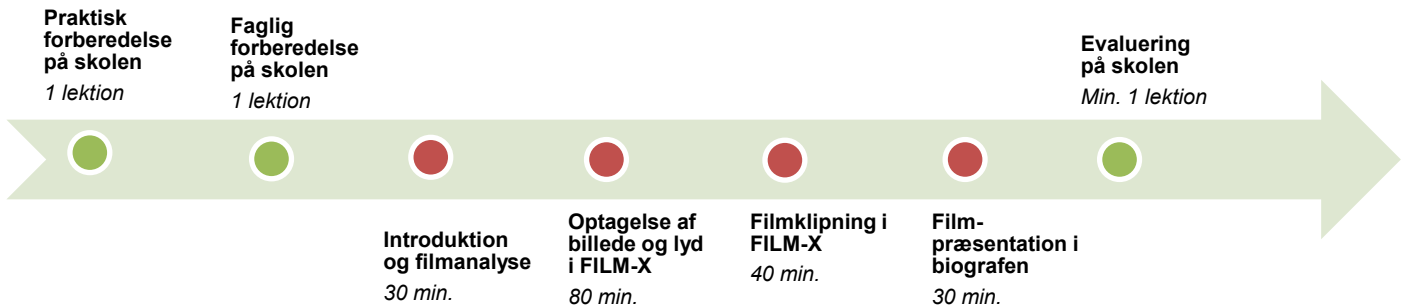 Praktisk
forberedelse
på skolen
1 lektion
Faglig
forberedelse
på skolen
1 lektion
Introduktion
og filmanalyse
30 min.
Optagelse af
billede og lyd
i FILM-X
80 min.
Filmklipning i
FILM-X
40 min.
Film-
præsentation i
biografen
30 min.
Evaluering
på skolen
Min. 1 lektion